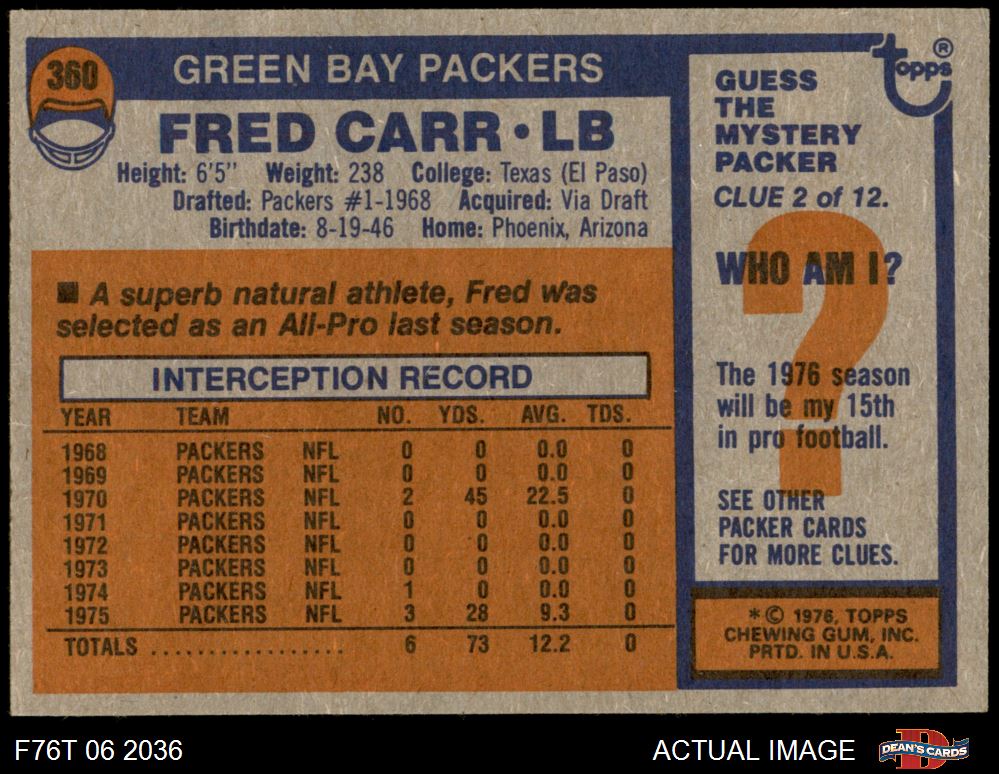 360
GREEN BAY PACKERS
FRED CARR • LB
Height: 6'5" Weight: 238 College: Texas (El Paso)
Drafted: Packers #1-1968 Acquired: Via Draft
Birthdate: 8-19-46 Home: Phoenix, Arizona
■ A superb natural athlete, Fred was
selected as an All-Pro last season.
INTERCEPTION RECORD
YEAR TEAM NO. YDS. AVG. TDS.
1968 PACKERS NFL 0 0 0.0 0
1969 PACKERS NFL 0 0 0.0 0
1970 PACKERS NFL 2 45 22.5 0
1971 PACKERS NFL 0 0 0.0 0
1972 PACKERS NFL 0 0 0.0 0
1973 PACKERS NFL 0 0 0.0 0
1974 PACKERS NFL 1 0 0.0 0
1975 PACKERS NFL 3 28 9.3 0
TOTALS ................. 6 73 12.2 0
topps ®
GUESS
THE
MYSTERY
PACKER
CLUE 2 of 12.
?
WHO AM I?
The 1976 season
will be my 15th
in pro football.
SEE OTHER
PACKER CARDS
FOR MORE CLUES.
*© 1976, TOPPS
CHEWING GUM, INC.
PRTD. IN U.S.A.
F76T 06 2036
ACTUAL IMAGE
D
DEAN'S CARDS